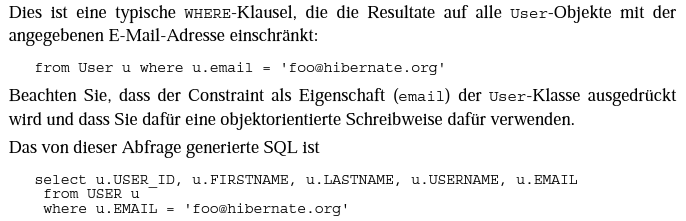 Dies ist eine typische WHERE-Klausel, die die Resultate auf alle User-Objekte mit der
angegebenen E-Mail-Adresse einschränkt:
from User u where u.email = 'foo@hibernate.org'
Beachten Sie, dass der Constraint als Eigenschaft (email) der User-Klasse ausgedrückt
wird und dass Sie dafür eine objektorientierte Schreibweise dafür verwenden.
Das von dieser Abfrage generierte SQL ist
select u.USER_ID, u.FIRSTNAME, u.LASTNAME, u.USERNAME, u.EMAIL
from USER u
where u.EMAIL = 'foo@hibernate.org'